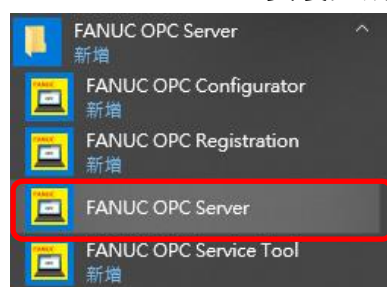 FANUC OPC Server
新增
FANUC OPC Configurator
新增
FANUC OPC Registration
新增
FANUC OPC Server
FANUC OPC Service Tool
新增